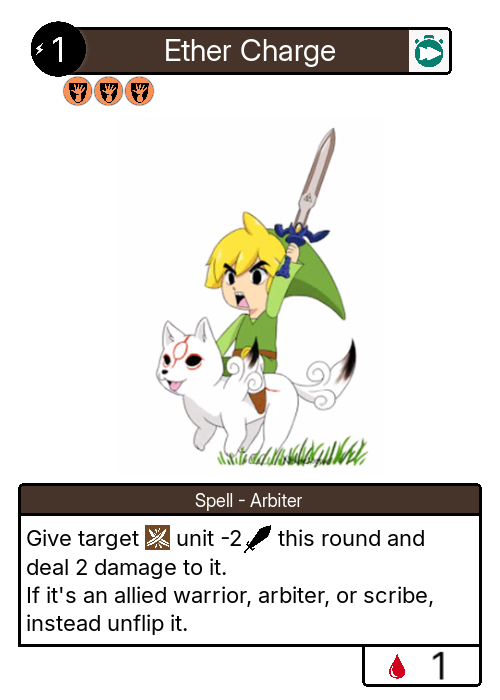 1 Ether Charge
Spell - Arbiter
Give target unit -2 this round and
deal 2 damage to it.
If it's an allied warrior, arbiter, or scribe,
instead unflip it.
1